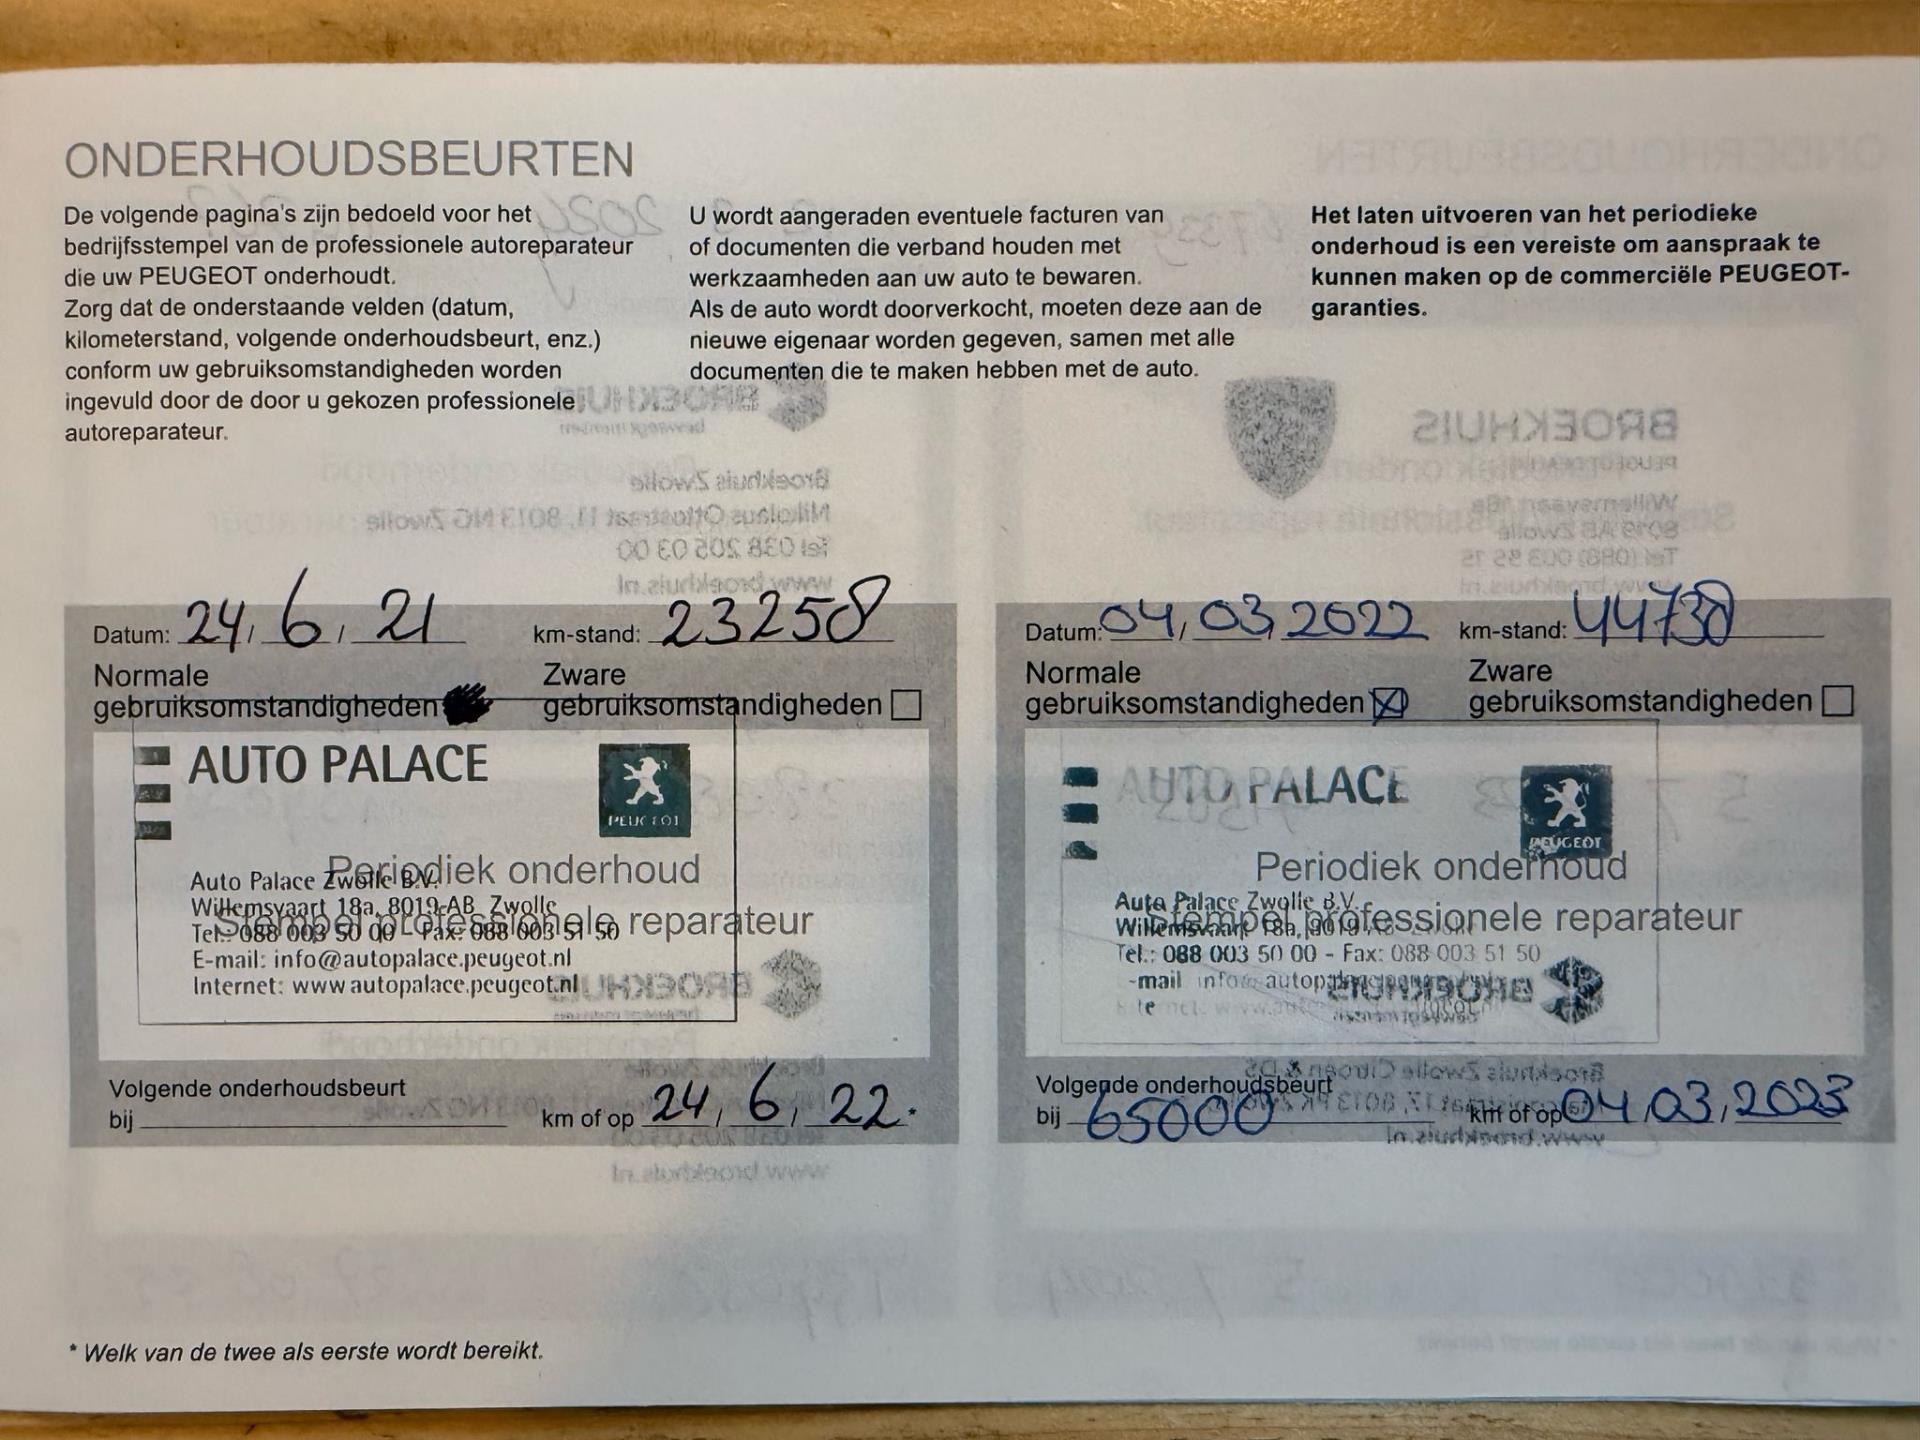 ONDERHOUDSBEURTEN
De volgende pagina's zijn bedoeld voor het
bedrijfsstempel van de professionele autoreparateur
die uw PEUGEOT onderhoudt.
Zorg dat de onderstaande velden (datum,
kilometerstand, volgende onderhoudsbeurt, enz.)
conform uw gebruiksomstandigheden worden
ingevuld door de door u gekozen professionele
autoreparateur.
U wordt aangeraden eventuele facturen van
of documenten die verband houden met
werkzaamheden aan uw auto te bewaren.
Als de auto wordt doorverkocht, moeten deze aan de
nieuwe eigenaar worden gegeven, samen met alle
documenten die te maken hebben met de auto.
Het laten uitvoeren van het periodieke
onderhoud is een vereiste om aanspraak te
kunnen maken op de commerciële PEUGEOT-
garanties.
Datum: 24 / 6 / 21 km-stand: 23258
Normale gebruiksomstandigheden
Zware gebruiksomstandigheden
AUTO PALACE
PEUGEOT
Periodiek onderhoud
Stempel professionele reparateur
Auto Palace Zwolle B.V.
Willemsvaart 18a, 8019 AB Zwolle
Tel.: 088 003 50 00 - Fax: 088 003 51 50
E-mail: info@autopalace.peugeot.nl
Internet: www.autopalace.peugeot.nl
Volgende onderhoudsbeurt
bij km of op 24 / 6 / 22 *
Datum: 04 / 03 / 2022 km-stand: 44738
Normale gebruiksomstandigheden
Zware gebruiksomstandigheden
AUTO PALACE
PEUGEOT
Periodiek onderhoud
Stempel professionele reparateur
Auto Palace Zwolle B.V.
Willemsvaart 18a, 8019
Tel.: 088 003 50 00 - Fax: 088 003 51 50
-mail info@autop
Volgende onderhoudsbeurt
bij 65000 km of op 04 / 03 / 2023
* Welk van de twee als eerste wordt bereikt.